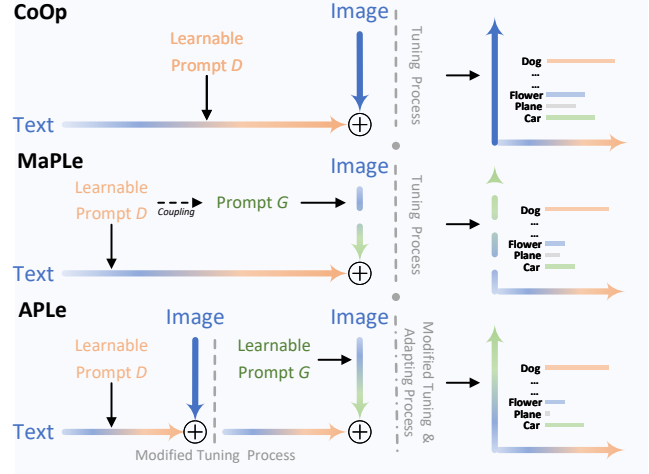 CoOp
Image
Learnable
Prompt D
Text
Tuning Process
Dog
...
...
Flower
Plane
Car
MaPLe
Image
Learnable
Prompt D
Coupling
Prompt G
Text
Tuning Process
Dog
...
...
Flower
Plane
Car
APLe
Image
Image
Learnable
Prompt D
Learnable
Prompt G
Text
Modified Tuning Process
Modified Tuning &
Adapting Process
Dog
...
...
Flower
Plane
Car